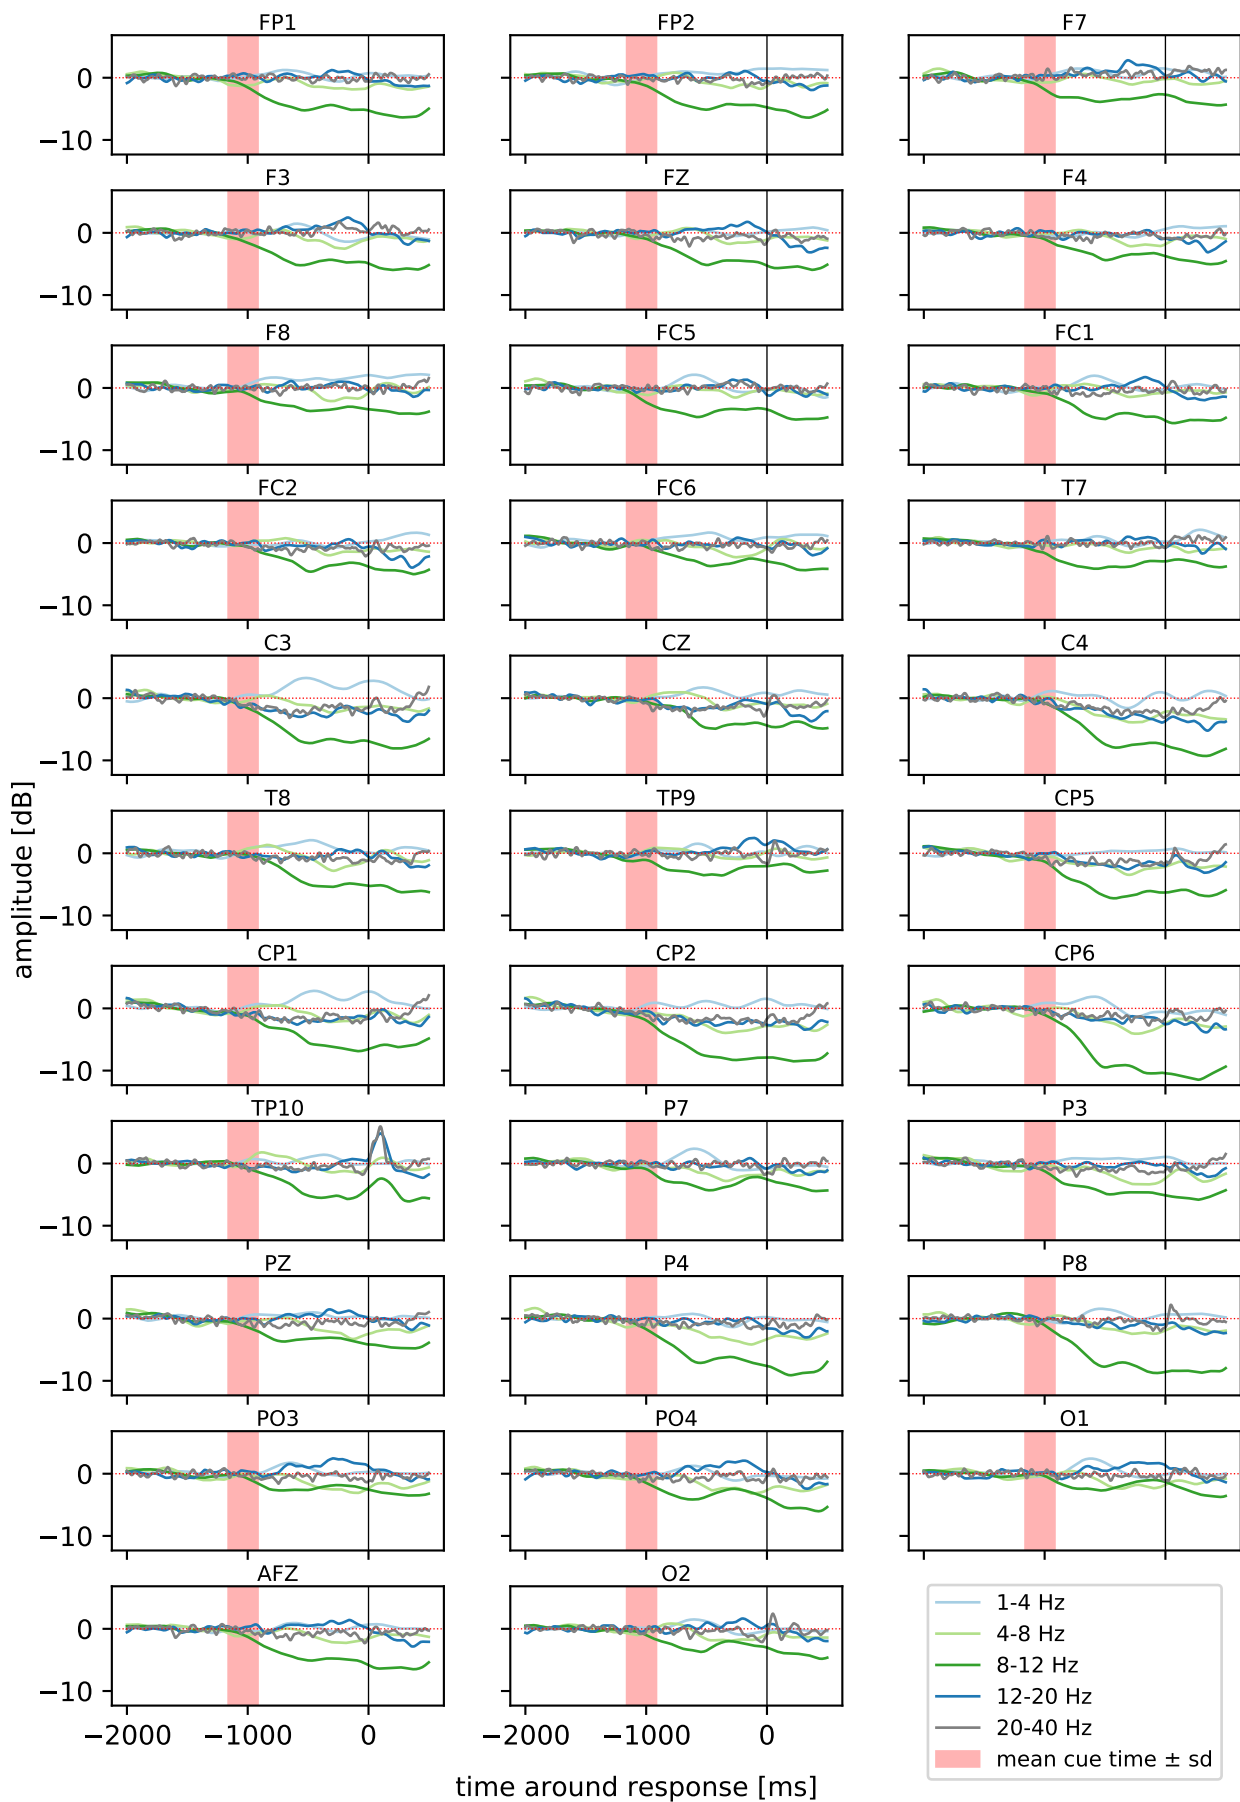 FP1
FP2
F7
0
−10
F3
FZ
F4
0
−10
F8
FC5
FC1
0
−10
FC2
FC6
T7
0
−10
C3
CZ
C4
0
−10
amplitude [dB]
T8
TP9
CP5
0
−10
CP1
CP2
CP6
0
−10
TP10
P7
P3
0
−10
PZ
P4
P8
0
−10
PO3
PO4
O1
0
−10
AFZ
O2
0
−10
−2000 −1000 0
−2000 −1000 0
time around response [ms]
1-4 Hz
4-8 Hz
8-12 Hz
12-20 Hz
20-40 Hz
mean cue time ± sd